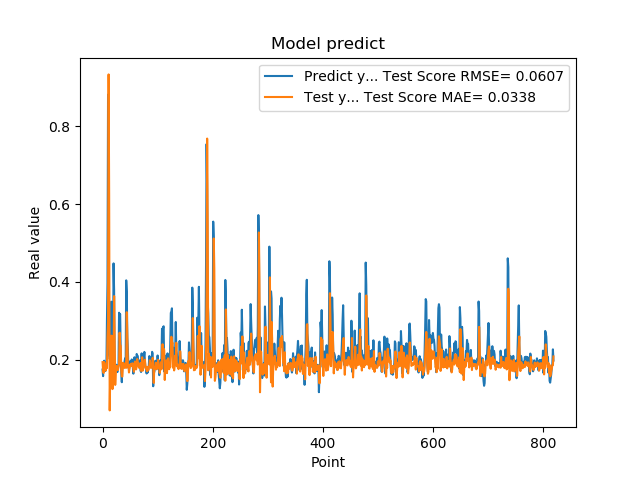 Model predict
Predict y... Test Score RMSE= 0.0607
Test y... Test Score MAE= 0.0338
Real value
0.8
0.6
0.4
0.2
0 200 400 600 800
Point